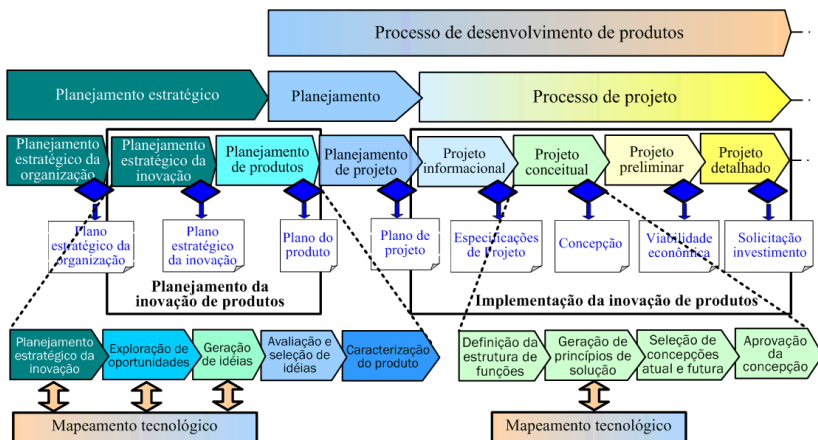 Processo de desenvolvimento de produtos
Planejamento estratégico
Planejamento
Processo de projeto
Planejamento
estratégico da
organização
Planejamento
estratégico da
inovação
Planejamento
de produtos
Planejamento
de projeto
Projeto
informacional
Projeto
conceitual
Projeto
preliminar
Projeto
detalhado
Plano
estratégico da
organização
Plano
estratégico
da inovação
Plano do
produto
Plano de
projeto
Especificações
de Projeto
Concepção
Viabilidade
econômica
Solicitação
investimento
Planejamento da
inovação de produtos
Implementação da inovação de produtos
Planejamento
estratégico da
inovação
Exploração de
oportunidades
Geração
de idéias
Avaliação e
seleção de
idéias
Caracterização
do produto
Definição da
estrutura de
funções
Geração de
princípios de
solução
Seleção de
concepções
atual e futura
Aprovação
da
concepção
Mapeamento tecnológico
Mapeamento tecnológico